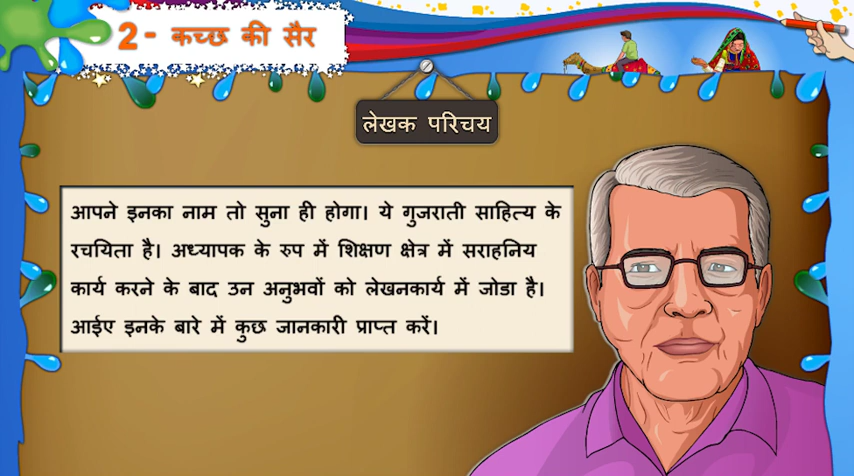 2- कच्छ की सैर
लेखक परिचय
आपने इनका नाम तो सुना ही होगा। ये गुजराती साहित्य के
रचयिता है। अध्यापक के रुप में शिक्षण क्षेत्र में सराहनिय
कार्य करने के बाद उन अनुभवों को लेखनकार्य में जोडा है।
आईए इनके बारे में कुछ जानकारी प्राप्त करें।